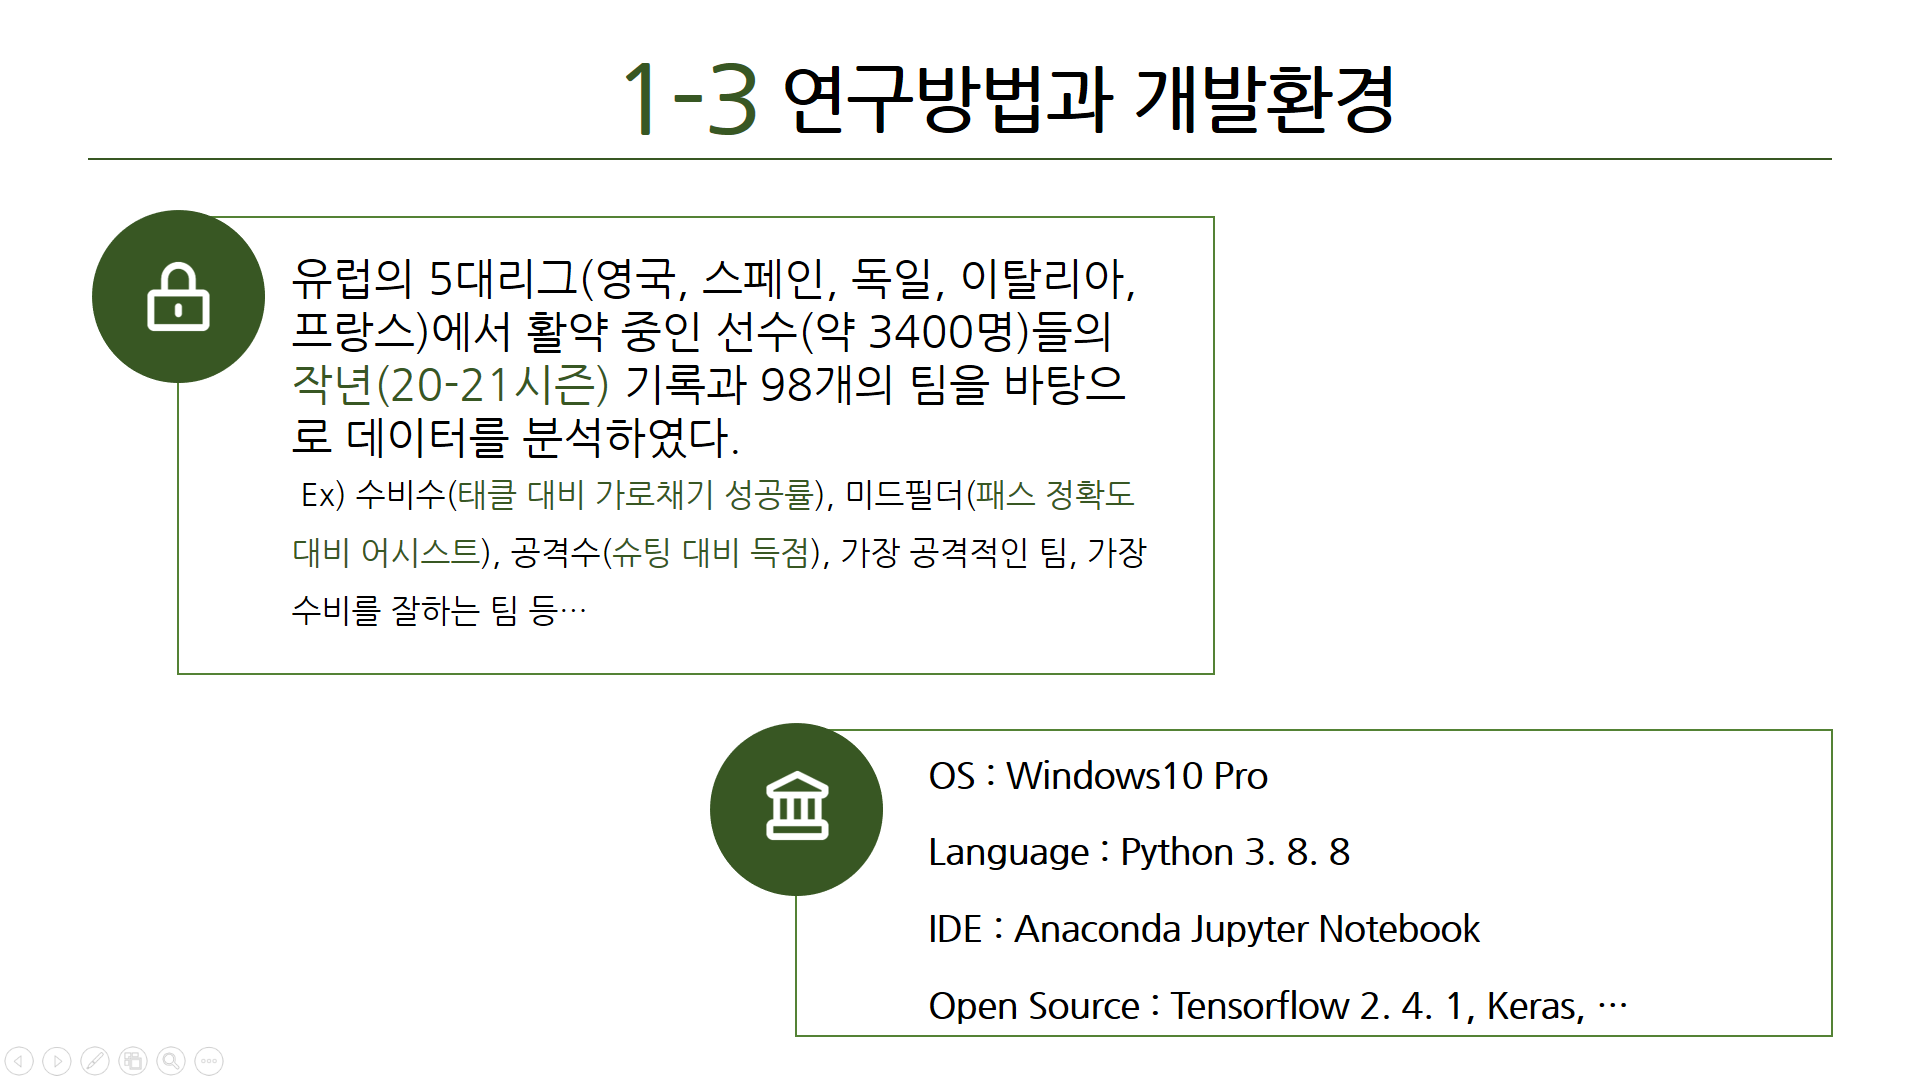 1-3 연구방법과 개발환경
유럽의 5대리그(영국, 스페인, 독일, 이탈리아,
프랑스)에서 활약 중인 선수(약 3400명)들의
작년(20-21시즌) 기록과 98개의 팀을 바탕으
로 데이터를 분석하였다.
Ex) 수비수(태클 대비 가로채기 성공률), 미드필더(패스 정확도
대비 어시스트), 공격수(슈팅 대비 득점), 가장 공격적인 팀, 가장
수비를 잘하는 팀 등…
OS : Windows10 Pro
Language : Python 3. 8. 8
IDE : Anaconda Jupyter Notebook
Open Source : Tensorflow 2. 4. 1, Keras, …